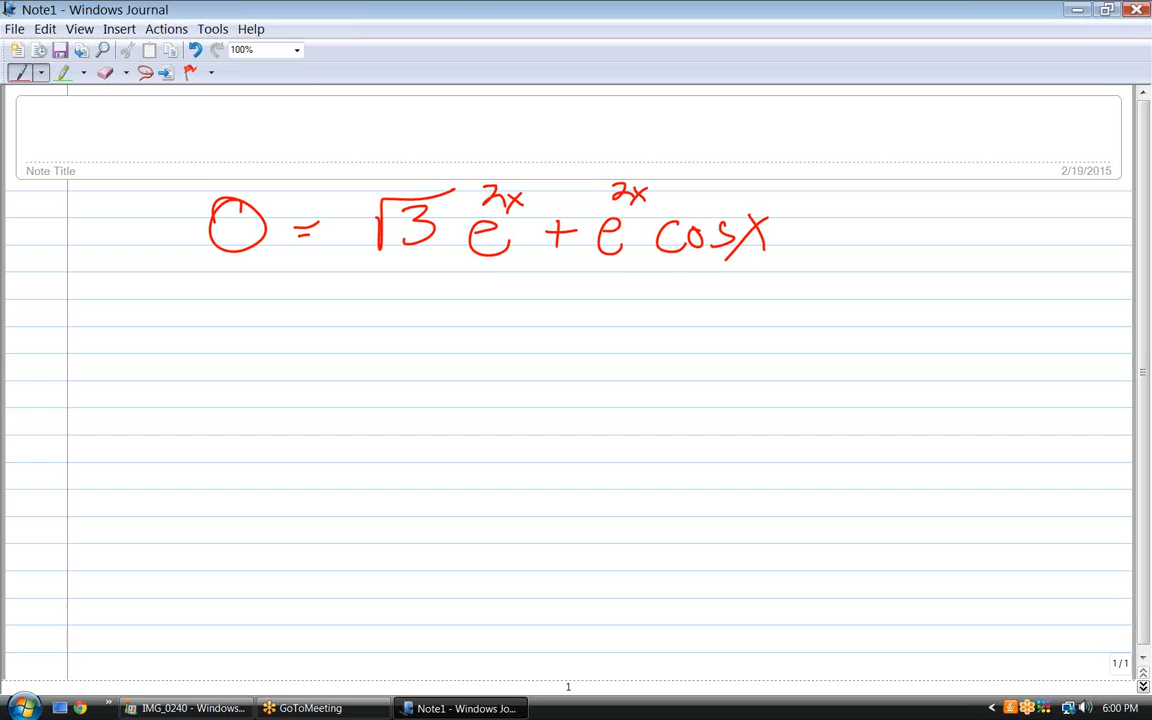 Note1 - Windows Journal
File Edit View Insert Actions Tools Help
100%
Note Title
2/19/2015
0 = √3 e^2x + e^2x cosx
1/1
1
IMG_0240 - Windows... GoToMeeting Note1 - Windows Jo... 6:00 PM